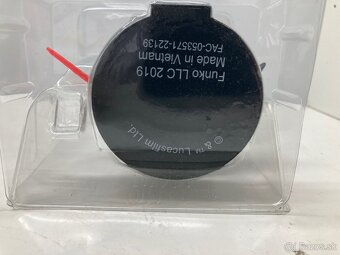 Funko LLC 2019
Made in Vietnam
FAC-053571-22139
© & ™ Lucasfilm Ltd.
bazos.sk